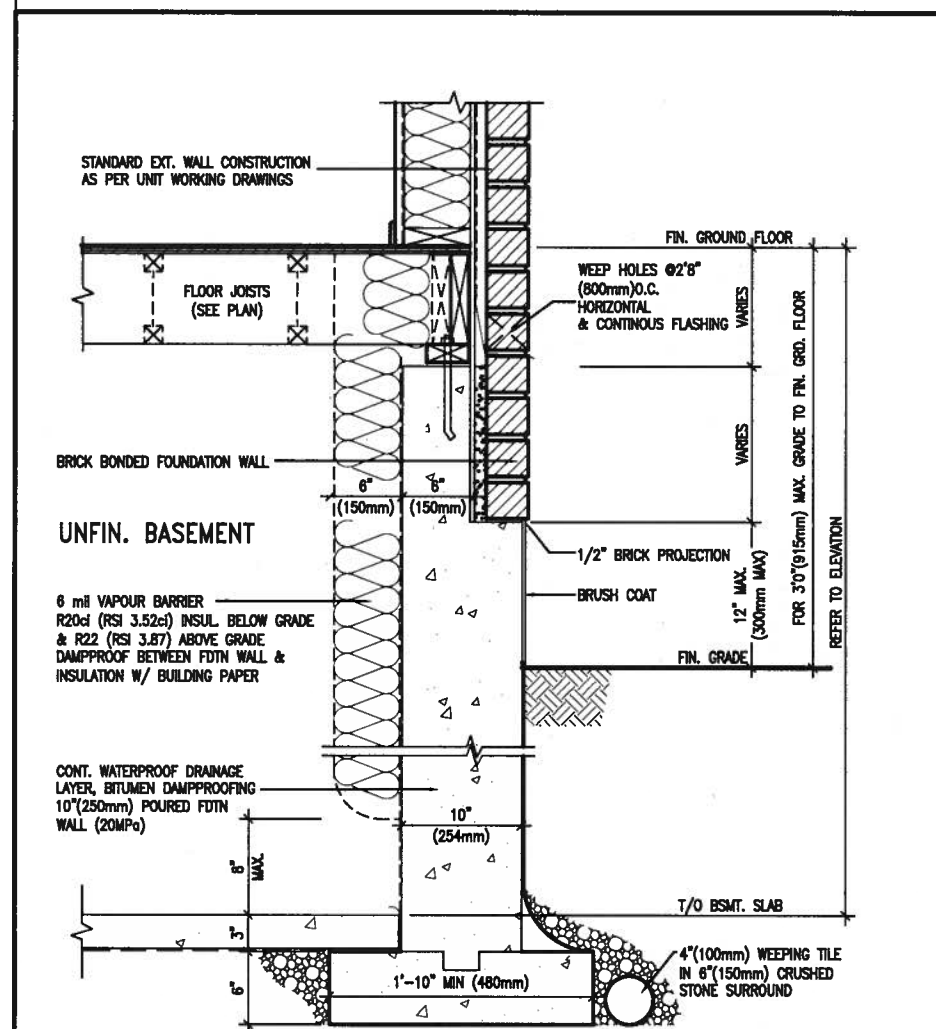 STANDARD EXT. WALL CONSTRUCTION
AS PER UNIT WORKING DRAWINGS
FIN. GROUND FLOOR
WEEP HOLES @2'8"
(800mm)O.C.
HORIZONTAL
& CONTINOUS FLASHING
FLOOR JOISTS
(SEE PLAN)
VARIES
VARIES
FOR 3'0"(915mm) MAX. GRADE TO FIN. GRD. FLOOR
REFER TO ELEVATION
BRICK BONDED FOUNDATION WALL
6"
(150mm)
6"
(150mm)
UNFIN. BASEMENT
1/2" BRICK PROJECTION
BRUSH COAT
12" MAX.
(300mm MAX)
6 mil VAPOUR BARRIER
R20ci (RSI 3.52ci) INSUL. BELOW GRADE
& R22 (RSI 3.87) ABOVE GRADE
DAMPPROOF BETWEEN FDTN WALL &
INSULATION W/ BUILDING PAPER
FIN. GRADE
CONT. WATERPROOF DRAINAGE
LAYER, BITUMEN DAMPPROOFING
10"(250mm) POURED FDTN
WALL (20MPa)
10"
(254mm)
8"
MAX.
T/O BSMT. SLAB
3"
6"
1'-10" MIN (480mm)
4"(100mm) WEEPING TILE
IN 6"(150mm) CRUSHED
STONE SURROUND